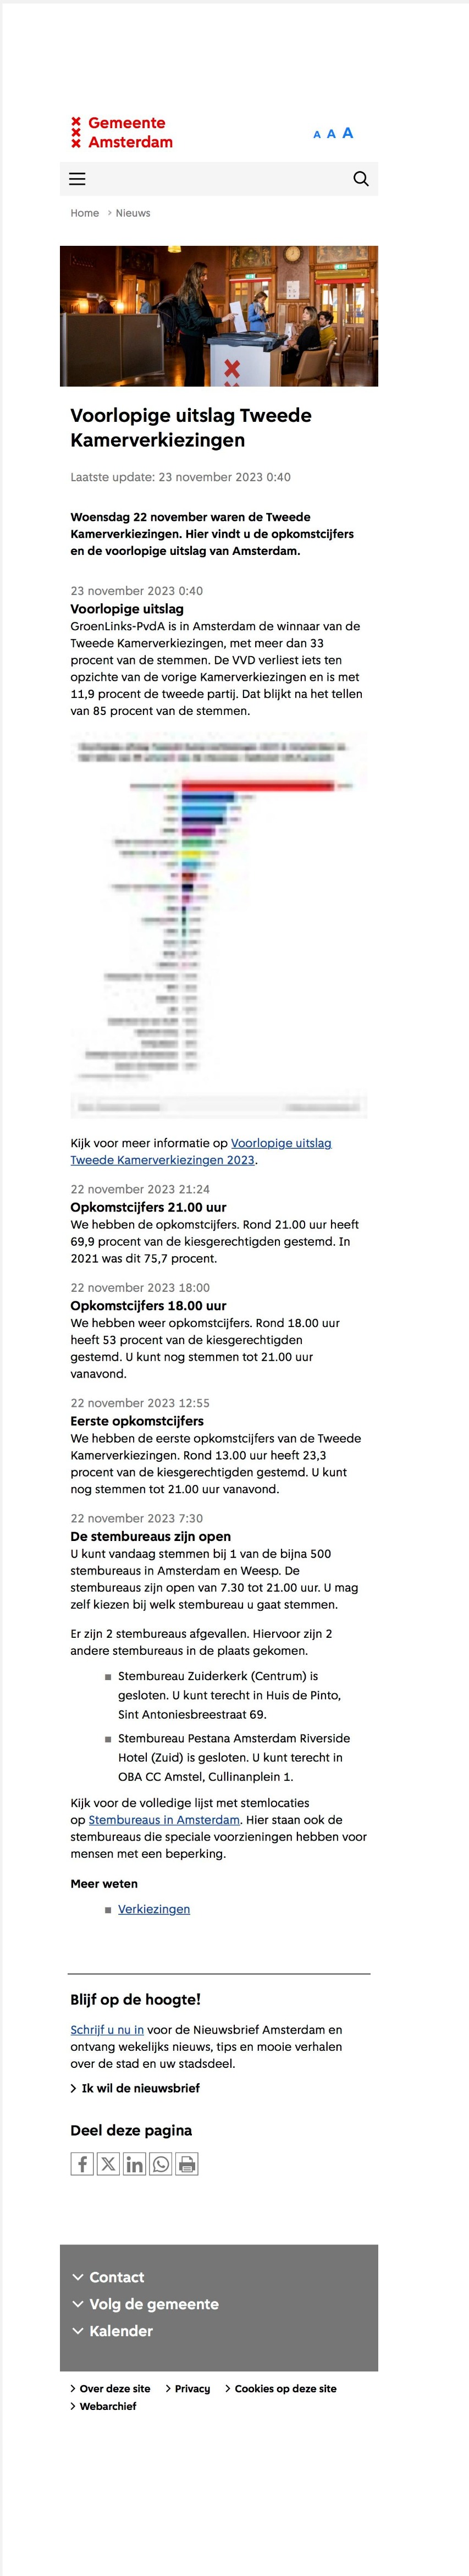 Gemeente
Amsterdam
A A A
Home > Nieuws
Voorlopige uitslag Tweede
Kamerverkiezingen
Laatste update: 23 november 2023 0:40
Woensdag 22 november waren de Tweede
Kamerverkiezingen. Hier vindt u de opkomstcijfers
en de voorlopige uitslag van Amsterdam.
23 november 2023 0:40
Voorlopige uitslag
GroenLinks-PvdA is in Amsterdam de winnaar van de
Tweede Kamerverkiezingen, met meer dan 33
procent van de stemmen. De VVD verliest iets ten
opzichte van de vorige Kamerverkiezingen en is met
11,9 procent de tweede partij. Dat blijkt na het tellen
van 85 procent van de stemmen.
Kijk voor meer informatie op Voorlopige uitslag
Tweede Kamerverkiezingen 2023.
22 november 2023 21:24
Opkomstcijfers 21.00 uur
We hebben de opkomstcijfers. Rond 21.00 uur heeft
69,9 procent van de kiesgerechtigden gestemd. In
2021 was dit 75,7 procent.
22 november 2023 18:00
Opkomstcijfers 18.00 uur
We hebben weer opkomstcijfers. Rond 18.00 uur
heeft 53 procent van de kiesgerechtigden
gestemd. U kunt nog stemmen tot 21.00 uur
vanavond.
22 november 2023 12:55
Eerste opkomstcijfers
We hebben de eerste opkomstcijfers van de Tweede
Kamerverkiezingen. Rond 13.00 uur heeft 23,3
procent van de kiesgerechtigden gestemd. U kunt
nog stemmen tot 21.00 uur vanavond.
22 november 2023 7:30
De stembureaus zijn open
U kunt vandaag stemmen bij 1 van de bijna 500
stembureaus in Amsterdam en Weesp. De
stembureaus zijn open van 7.30 tot 21.00 uur. U mag
zelf kiezen bij welk stembureau u gaat stemmen.
Er zijn 2 stembureaus afgevallen. Hiervoor zijn 2
andere stembureaus in de plaats gekomen.
Stembureau Zuiderkerk (Centrum) is
gesloten. U kunt terecht in Huis de Pinto,
Sint Antoniesbreestraat 69.
Stembureau Pestana Amsterdam Riverside
Hotel (Zuid) is gesloten. U kunt terecht in
OBA CC Amstel, Cullinanplein 1.
Kijk voor de volledige lijst met stemlocaties
op Stembureaus in Amsterdam. Hier staan ook de
stembureaus die speciale voorzieningen hebben voor
mensen met een beperking.
Meer weten
Verkiezingen
Blijf op de hoogte!
Schrijf u nu in voor de Nieuwsbrief Amsterdam en
ontvang wekelijks nieuws, tips en mooie verhalen
over de stad en uw stadsdeel.
Ik wil de nieuwsbrief
Deel deze pagina
Contact
Volg de gemeente
Kalender
Over deze site Privacy Cookies op deze site
Webarchief